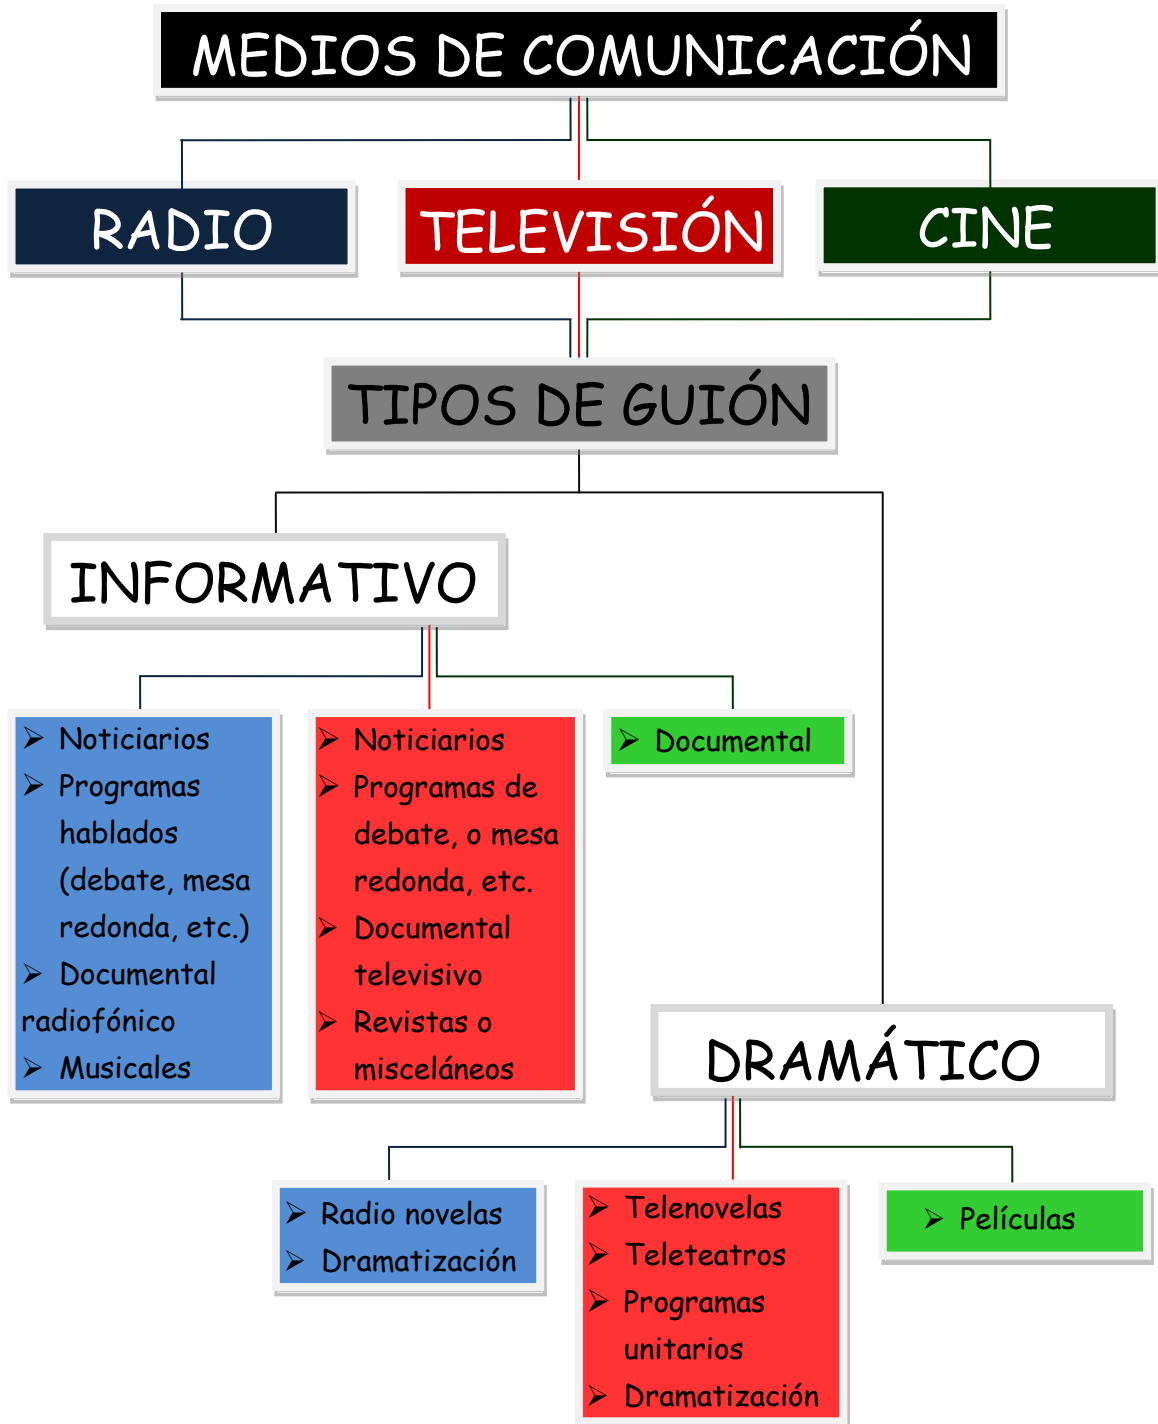 MEDIOS DE COMUNICACIÓN
RADIO
TELEVISIÓN
CINE
TIPOS DE GUIÓN
INFORMATIVO
➢ Noticiarios
➢ Programas
hablados
(debate, mesa
redonda, etc.)
➢ Documental
radiofónico
➢ Musicales
➢ Noticiarios
➢ Programas de
debate, o mesa
redonda, etc.
➢ Documental
televisivo
➢ Revistas o
misceláneos
➢ Documental
DRAMÁTICO
➢ Radio novelas
➢ Dramatización
➢ Telenovelas
➢ Teleteatros
➢ Programas
unitarios
➢ Dramatización
➢ Películas